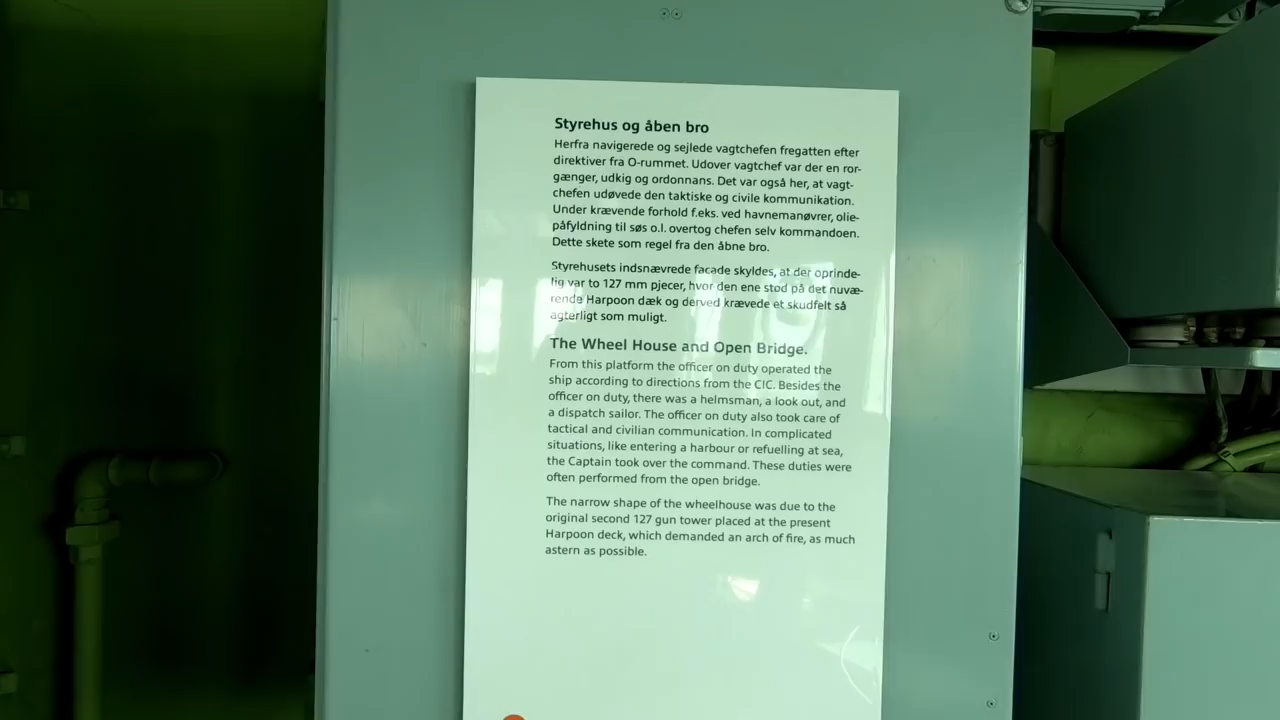 Styrehus og åben bro
Herfra navigerede og sejlede vagtchefen fregatten efter
direktiver fra O-rummet. Udover vagtchef var der en ror-
gænger, udkig og ordonnans. Det var også her, at vagt-
chefen udøvede den taktiske og civile kommunikation.
Under krævende forhold f.eks. ved havnemanøvrer, olie-
påfyldning til søs o.l. overtog chefen selv kommandoen.
Dette skete som regel fra den åbne bro.
Styrehusets indsnævrede facade skyldes, at der oprinde-
lig var to 127 mm pjecer, hvor den ene stod på det nuvæ-
rende Harpoon dæk og derved krævede et skudfelt så
agterligt som muligt.
The Wheel House and Open Bridge.
From this platform the officer on duty operated the
ship according to directions from the CIC. Besides the
officer on duty, there was a helmsman, a look out, and
a dispatch sailor. The officer on duty also took care of
tactical and civilian communication. In complicated
situations, like entering a harbour or refuelling at sea,
the Captain took over the command. These duties were
often performed from the open bridge.
The narrow shape of the wheelhouse was due to the
original second 127 gun tower placed at the present
Harpoon deck, which demanded an arch of fire, as much
astern as possible.